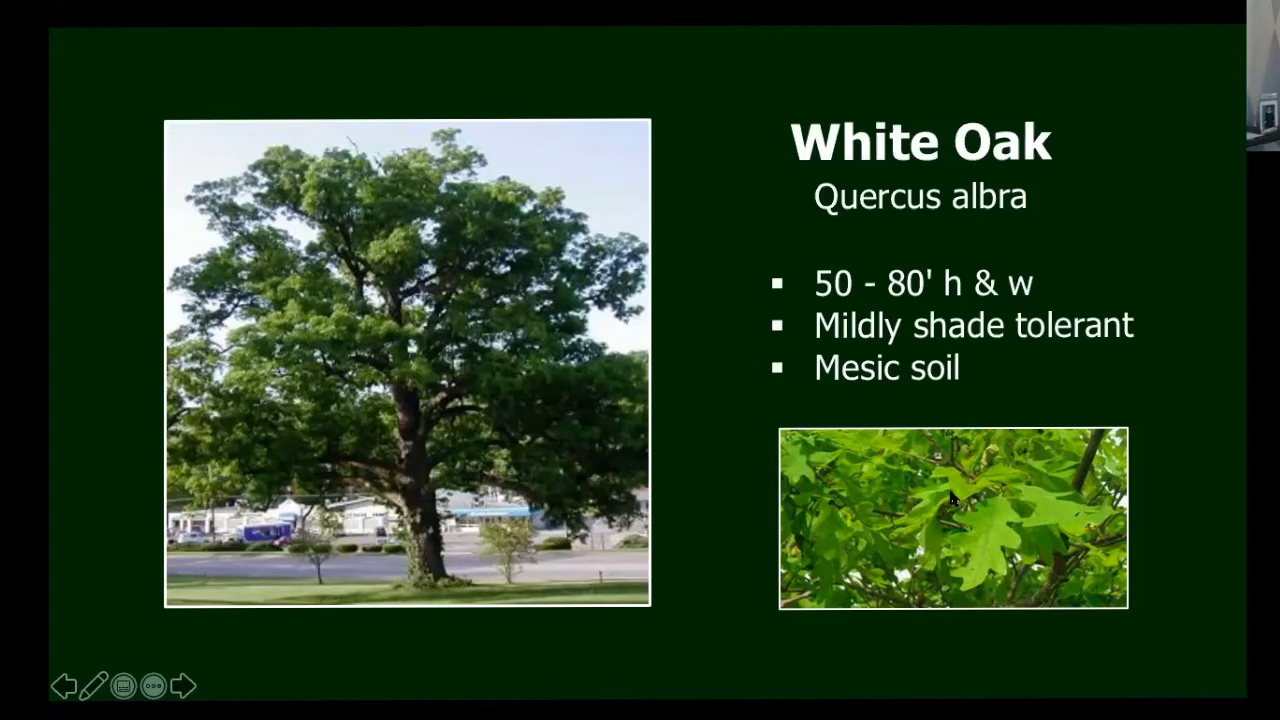 White Oak
Quercus albra
▪ 50 - 80' h & w
▪ Mildly shade tolerant
▪ Mesic soil